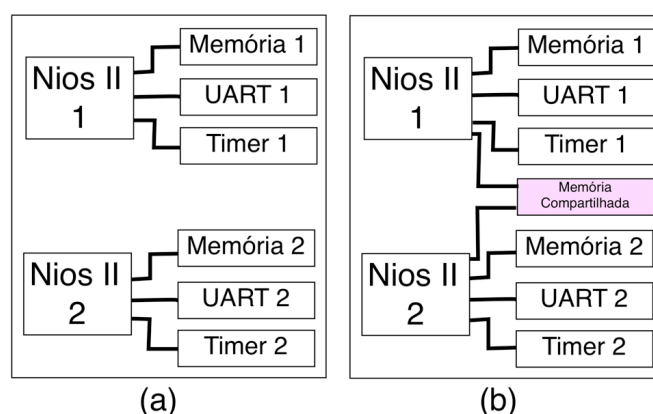 Nios II
1
Memória 1
UART 1
Timer 1
Nios II
2
Memória 2
UART 2
Timer 2
(a)
Nios II
1
Memória 1
UART 1
Timer 1
Memória
Compartilhada
Nios II
2
Memória 2
UART 2
Timer 2
(b)